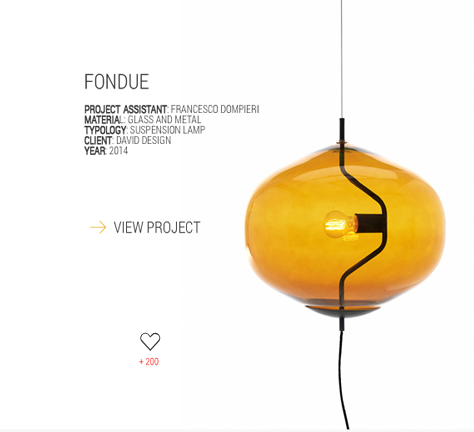 FONDUE
PROJECT ASSISTANT: FRANCESCO DOMPIERI
MATERIAL: GLASS AND METAL
TYPOLOGY: SUSPENSION LAMP
CLIENT: DAVID DESIGN
YEAR: 2014
VIEW PROJECT
+ 200